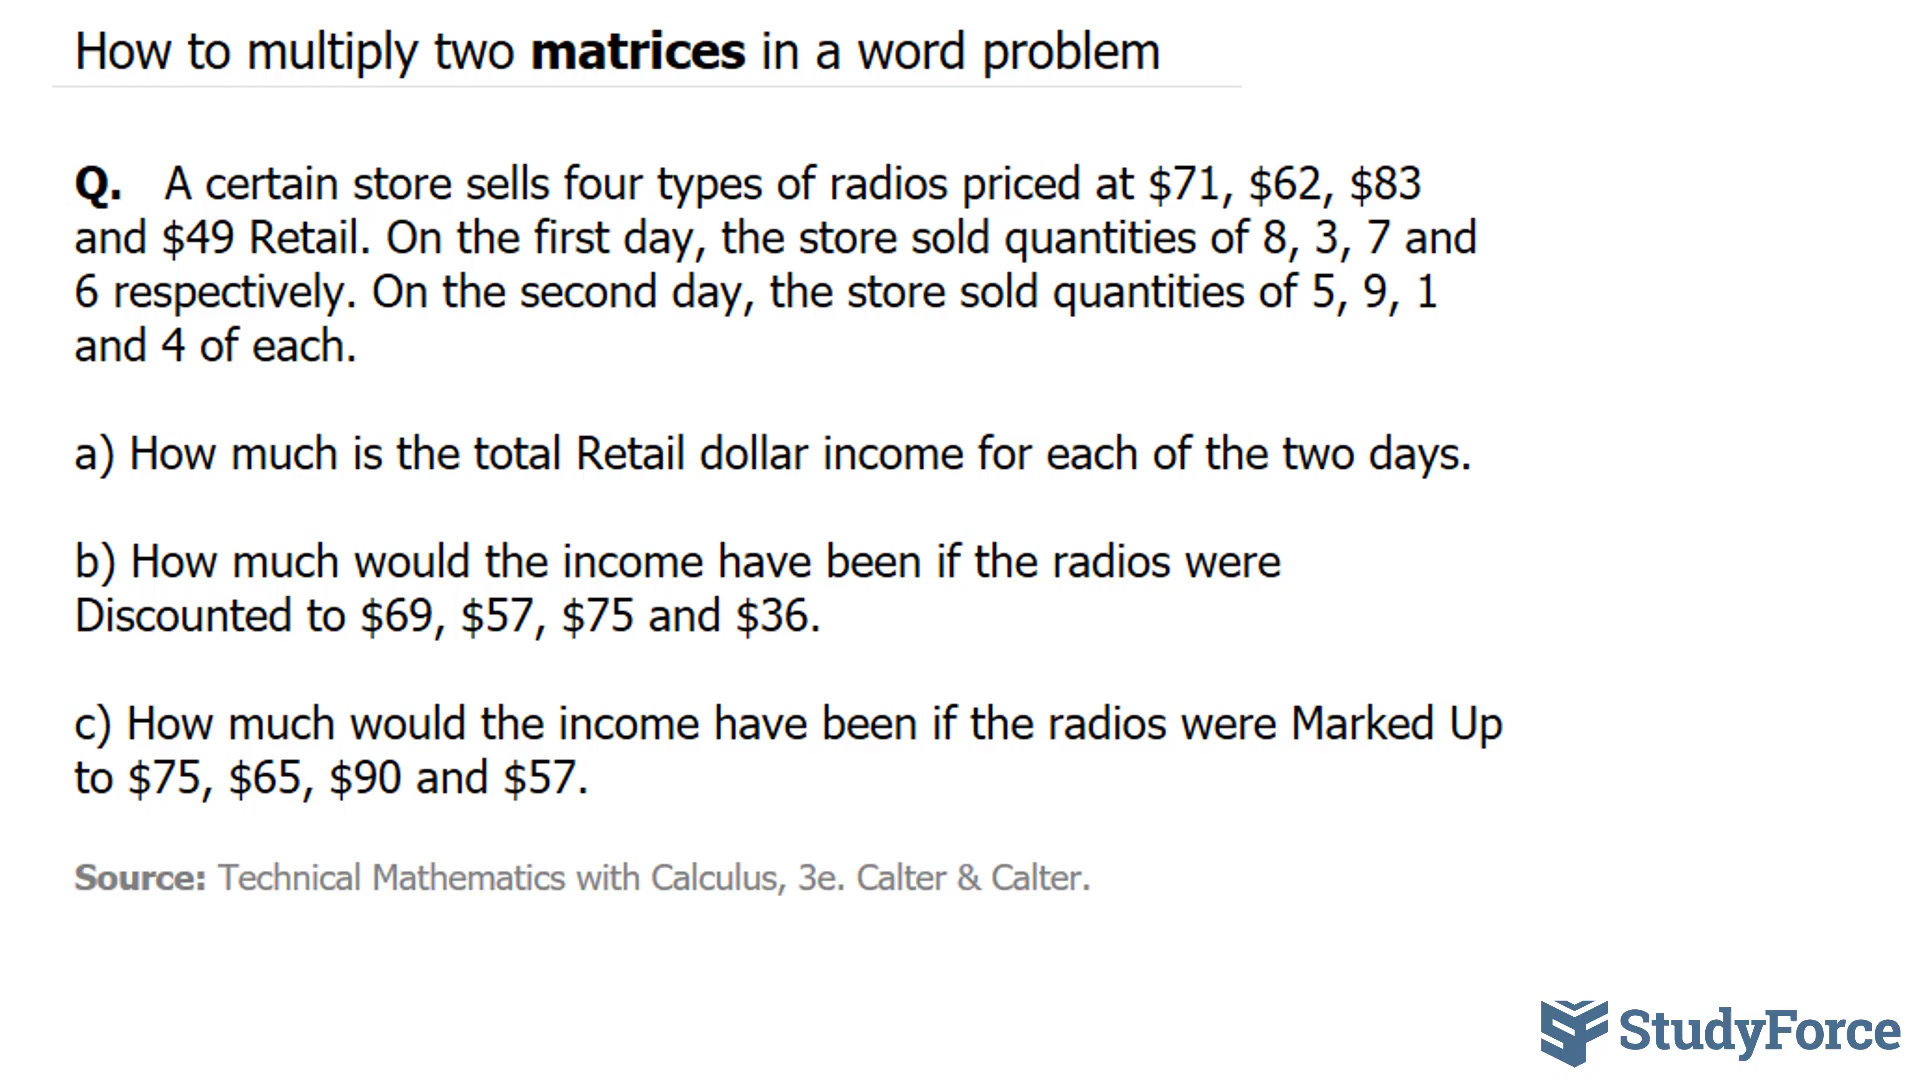 How to multiply two matrices in a word problem
Q. A certain store sells four types of radios priced at $71, $62, $83
and $49 Retail. On the first day, the store sold quantities of 8, 3, 7 and
6 respectively. On the second day, the store sold quantities of 5, 9, 1
and 4 of each.
a) How much is the total Retail dollar income for each of the two days.
b) How much would the income have been if the radios were
Discounted to $69, $57, $75 and $36.
c) How much would the income have been if the radios were Marked Up
to $75, $65, $90 and $57.
Source: Technical Mathematics with Calculus, 3e. Calter & Calter.
StudyForce